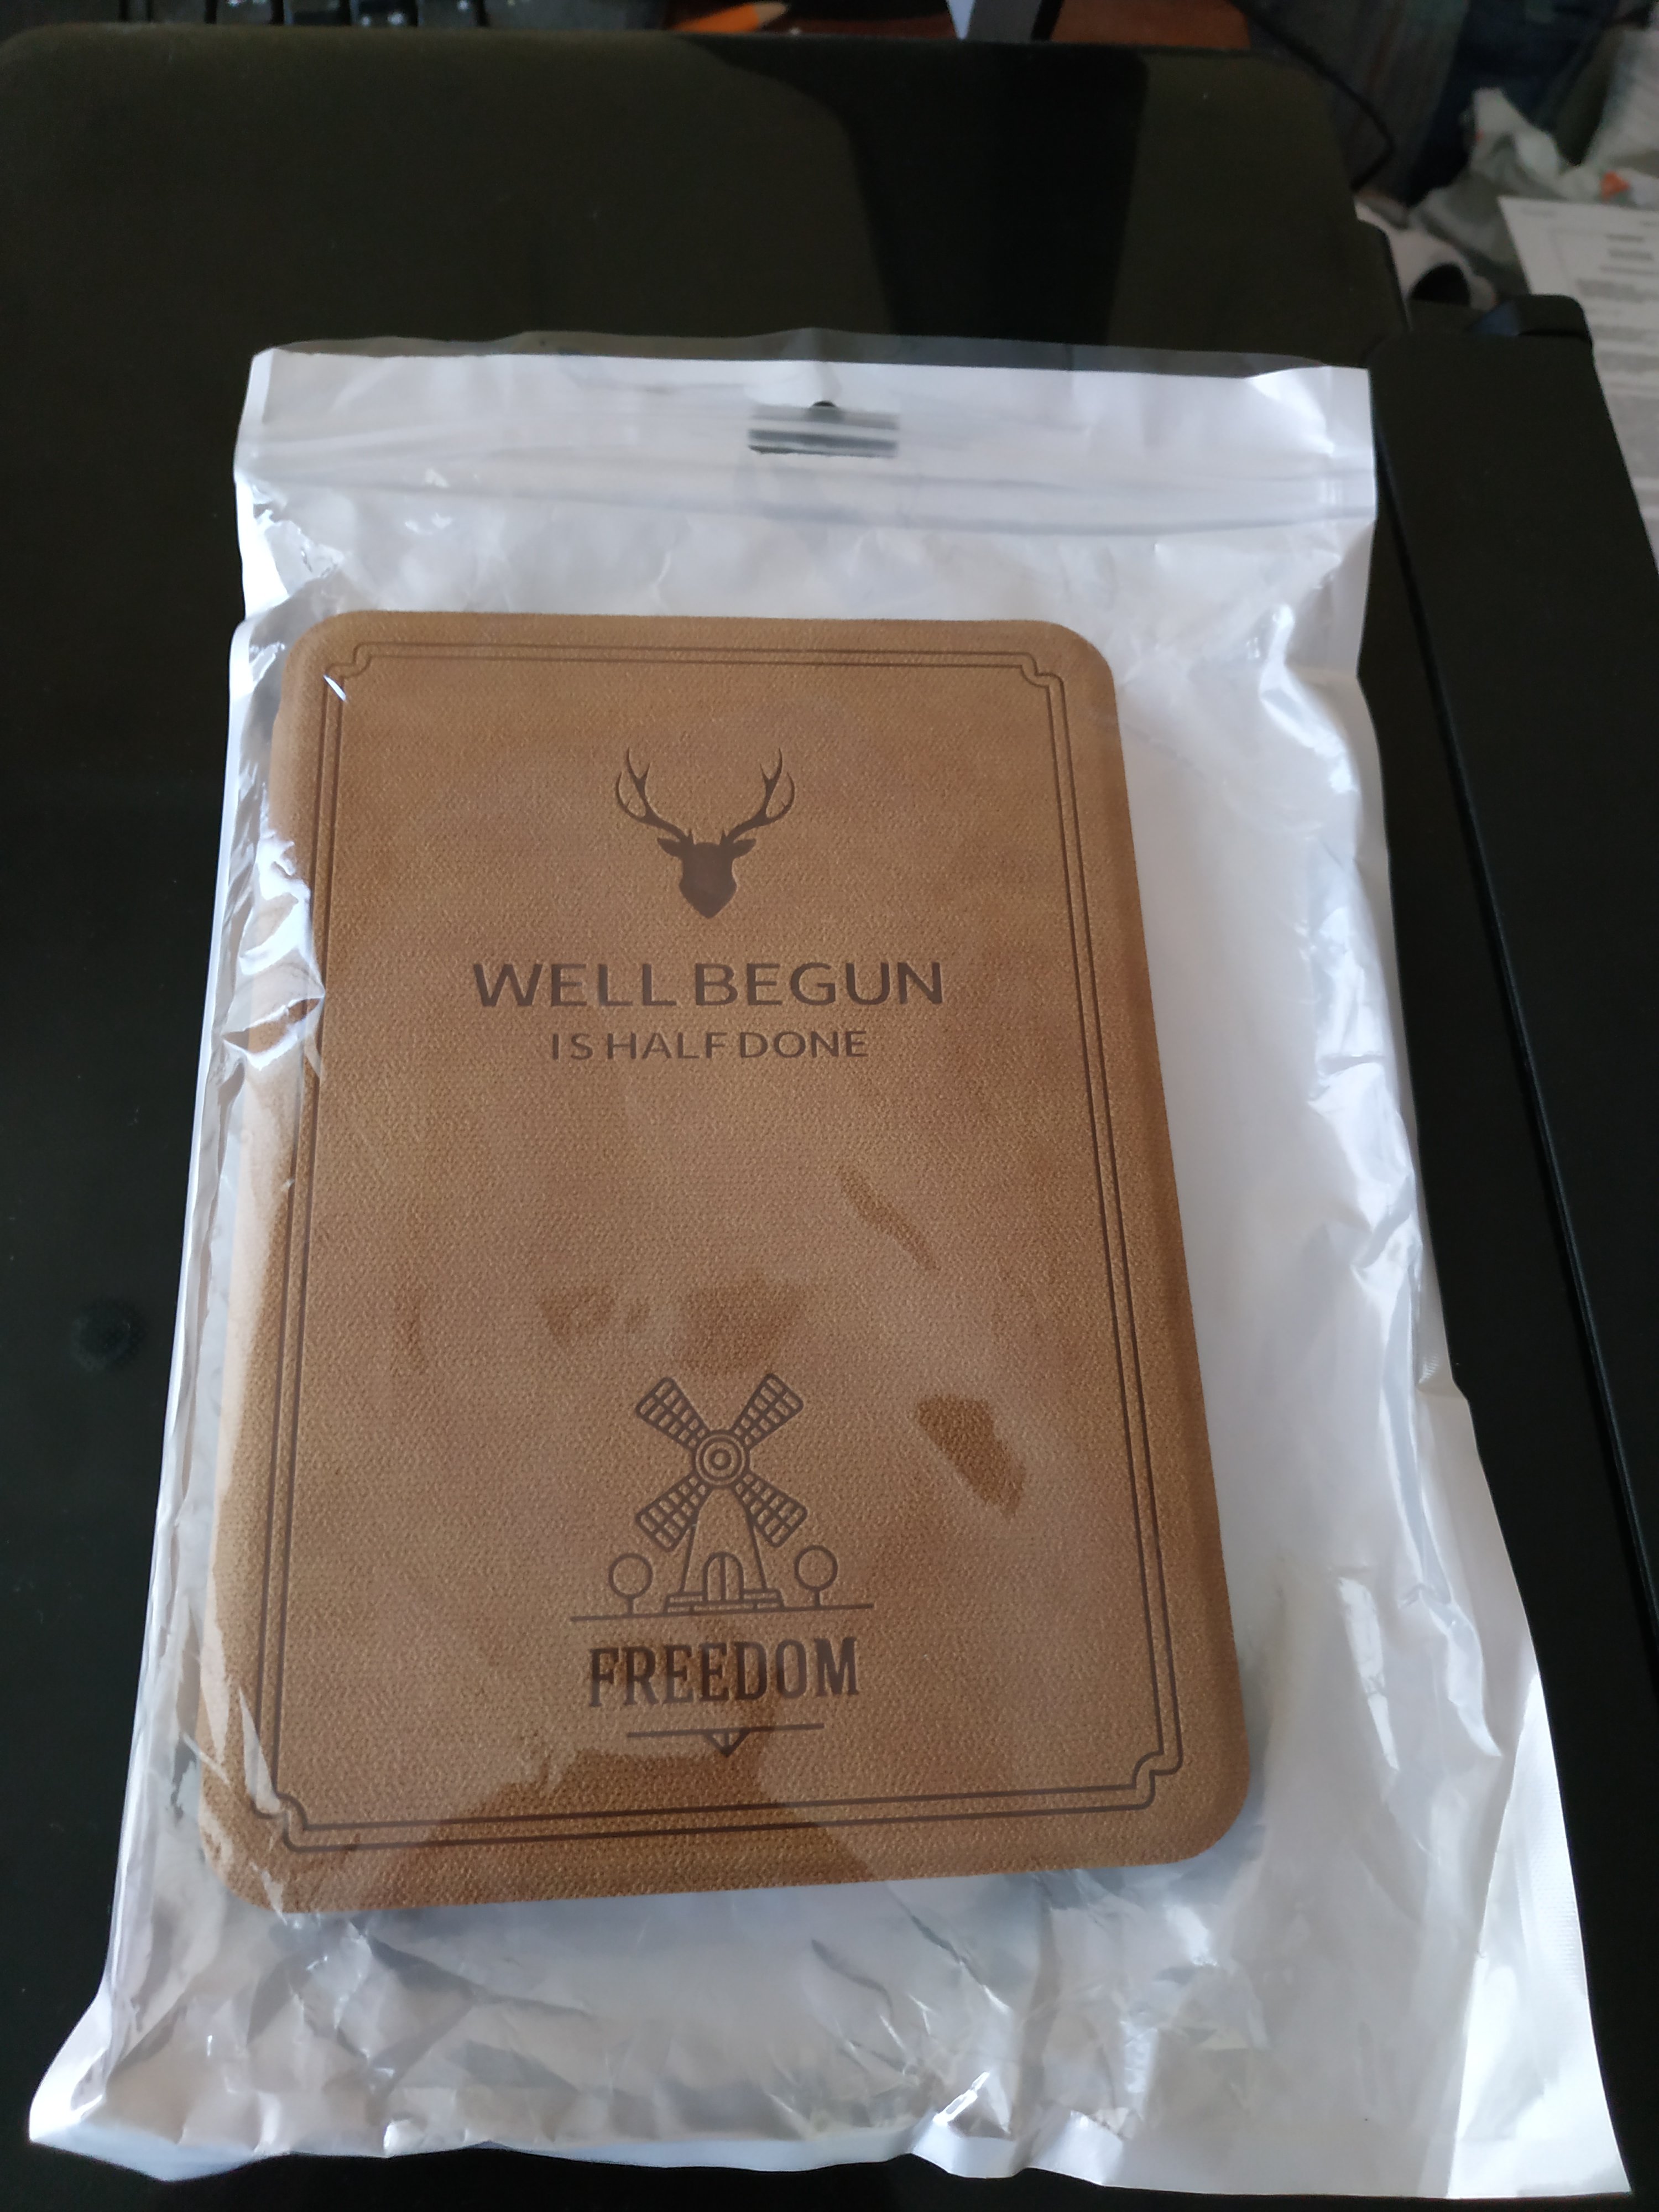 WELL BEGUN
IS HALF DONE
FREEDOM